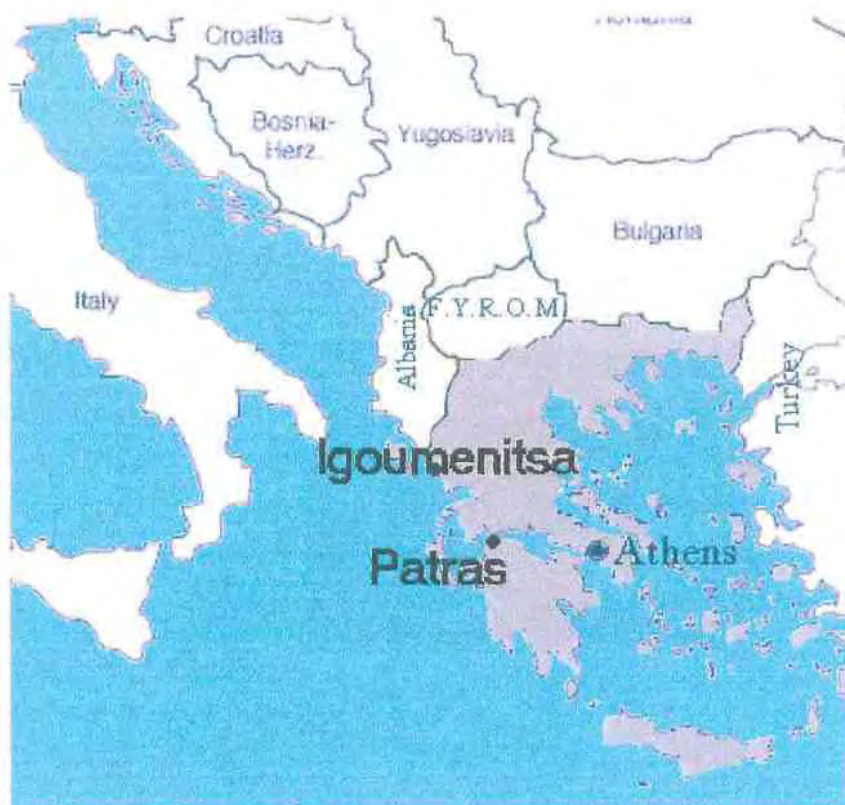 Croatia
Bosnia-
Herz.
Yugoslavia
Bulgaria
Italy
Albania
F.Y.R.O.M
Turkey
Igoumenitsa
Patras
Athens